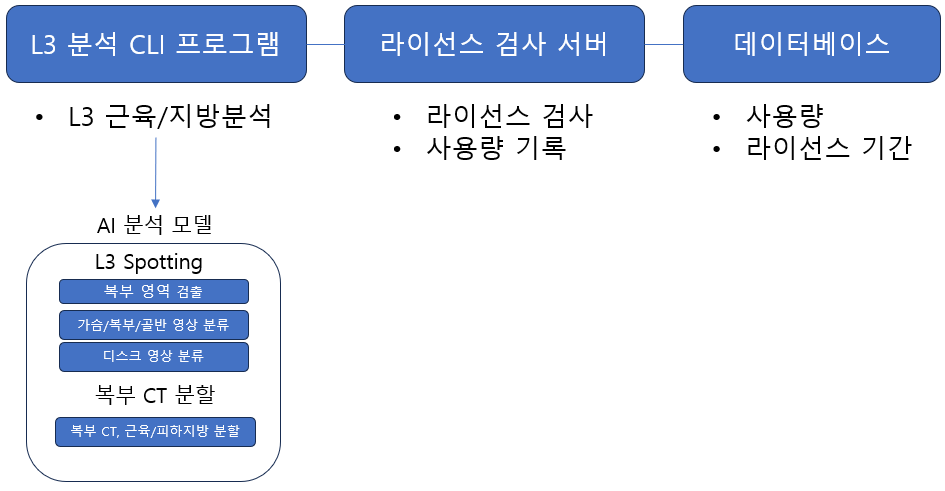 L3 분석 CLI 프로그램
라이선스 검사 서버
데이터베이스
• L3 근육/지방분석
• 라이선스 검사
• 사용량 기록
• 사용량
• 라이선스 기간
AI 분석 모델
L3 Spotting
복부 영역 검출
가슴/복부/골반 영상 분류
디스크 영상 분류
복부 CT 분할
복부 CT, 근육/피하지방 분할